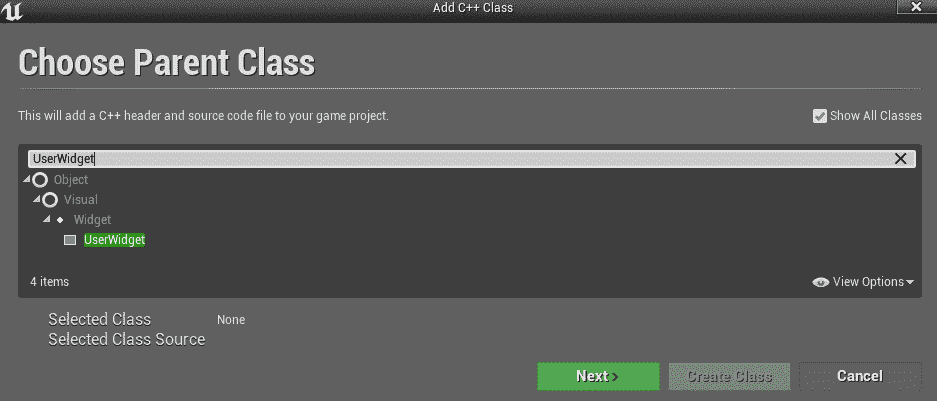 Add C++ Class
Choose Parent Class
This will add a C++ header and source code file to your game project.
Show All Classes
UserWidget
Object
Visual
Widget
UserWidget
4 items
View Options
Selected Class None
Selected Class Source
Next >
Create Class
Cancel